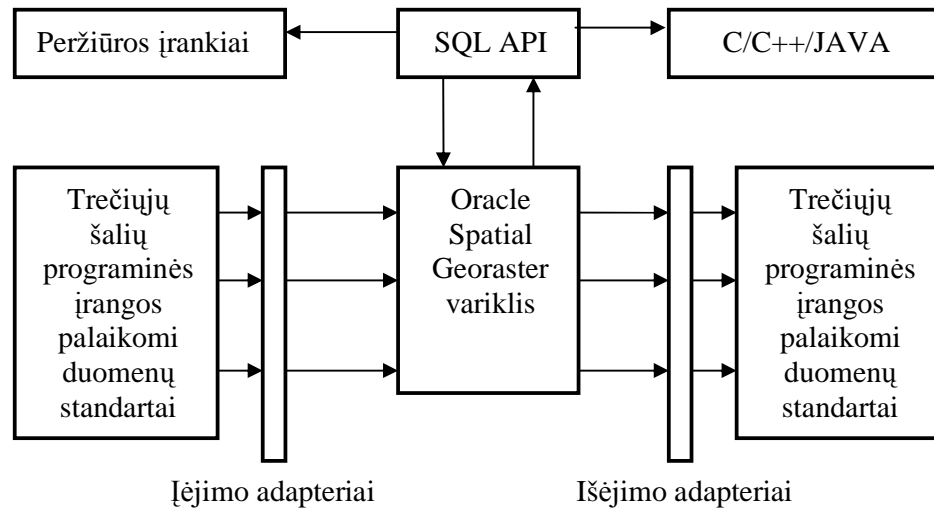 Peržiūros įrankiai
SQL API
C/C++/JAVA
Trečiųjų
šalių
programinės
įrangos
palaikomi
duomenų
standartai
Oracle
Spatial
Georaster
variklis
Trečiųjų
šalių
programinės
įrangos
palaikomi
duomenų
standartai
Įėjimo adapteriai
Išėjimo adapteriai